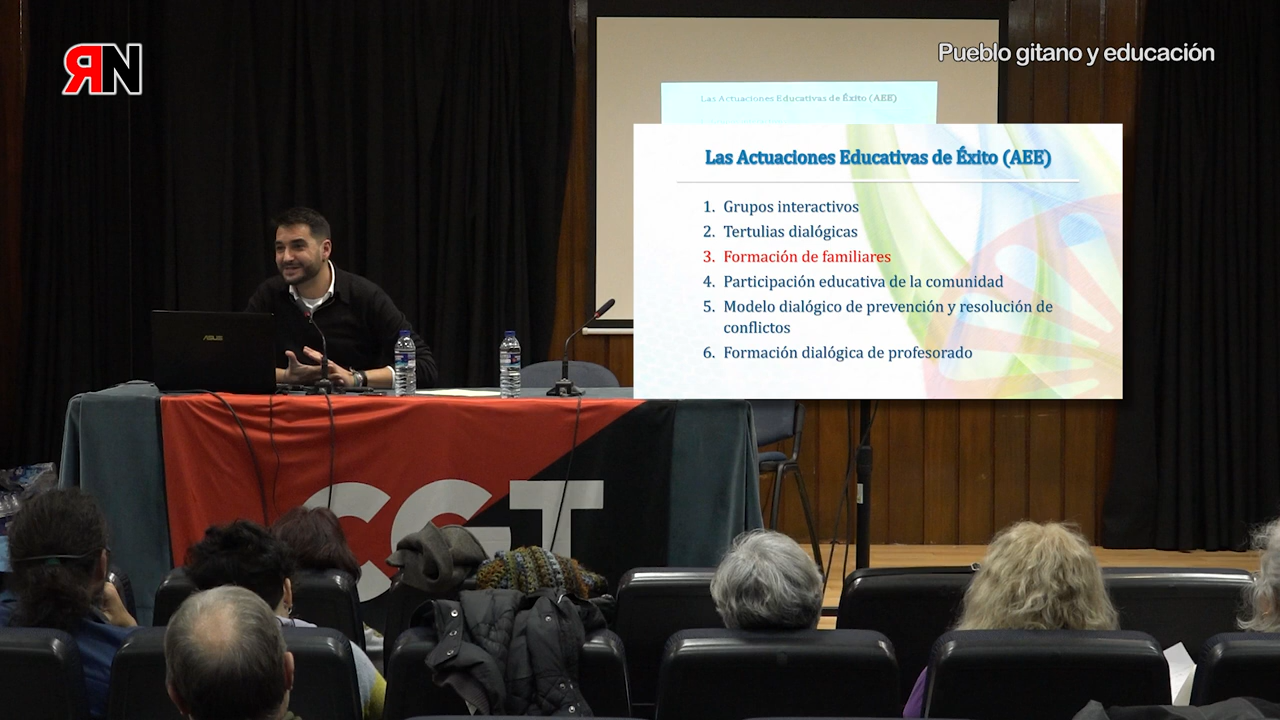 ЯN
Pueblo gitano y educación
Las Actuaciones Educativas de Éxito (AEE)
Las Actuaciones Educativas de Éxito (AEE)
1. Grupos interactivos
2. Tertulias dialógicas
3. Formación de familiares
4. Participación educativa de la comunidad
5. Modelo dialógico de prevención y resolución de
conflictos
6. Formación dialógica de profesorado
ASUS
CGT